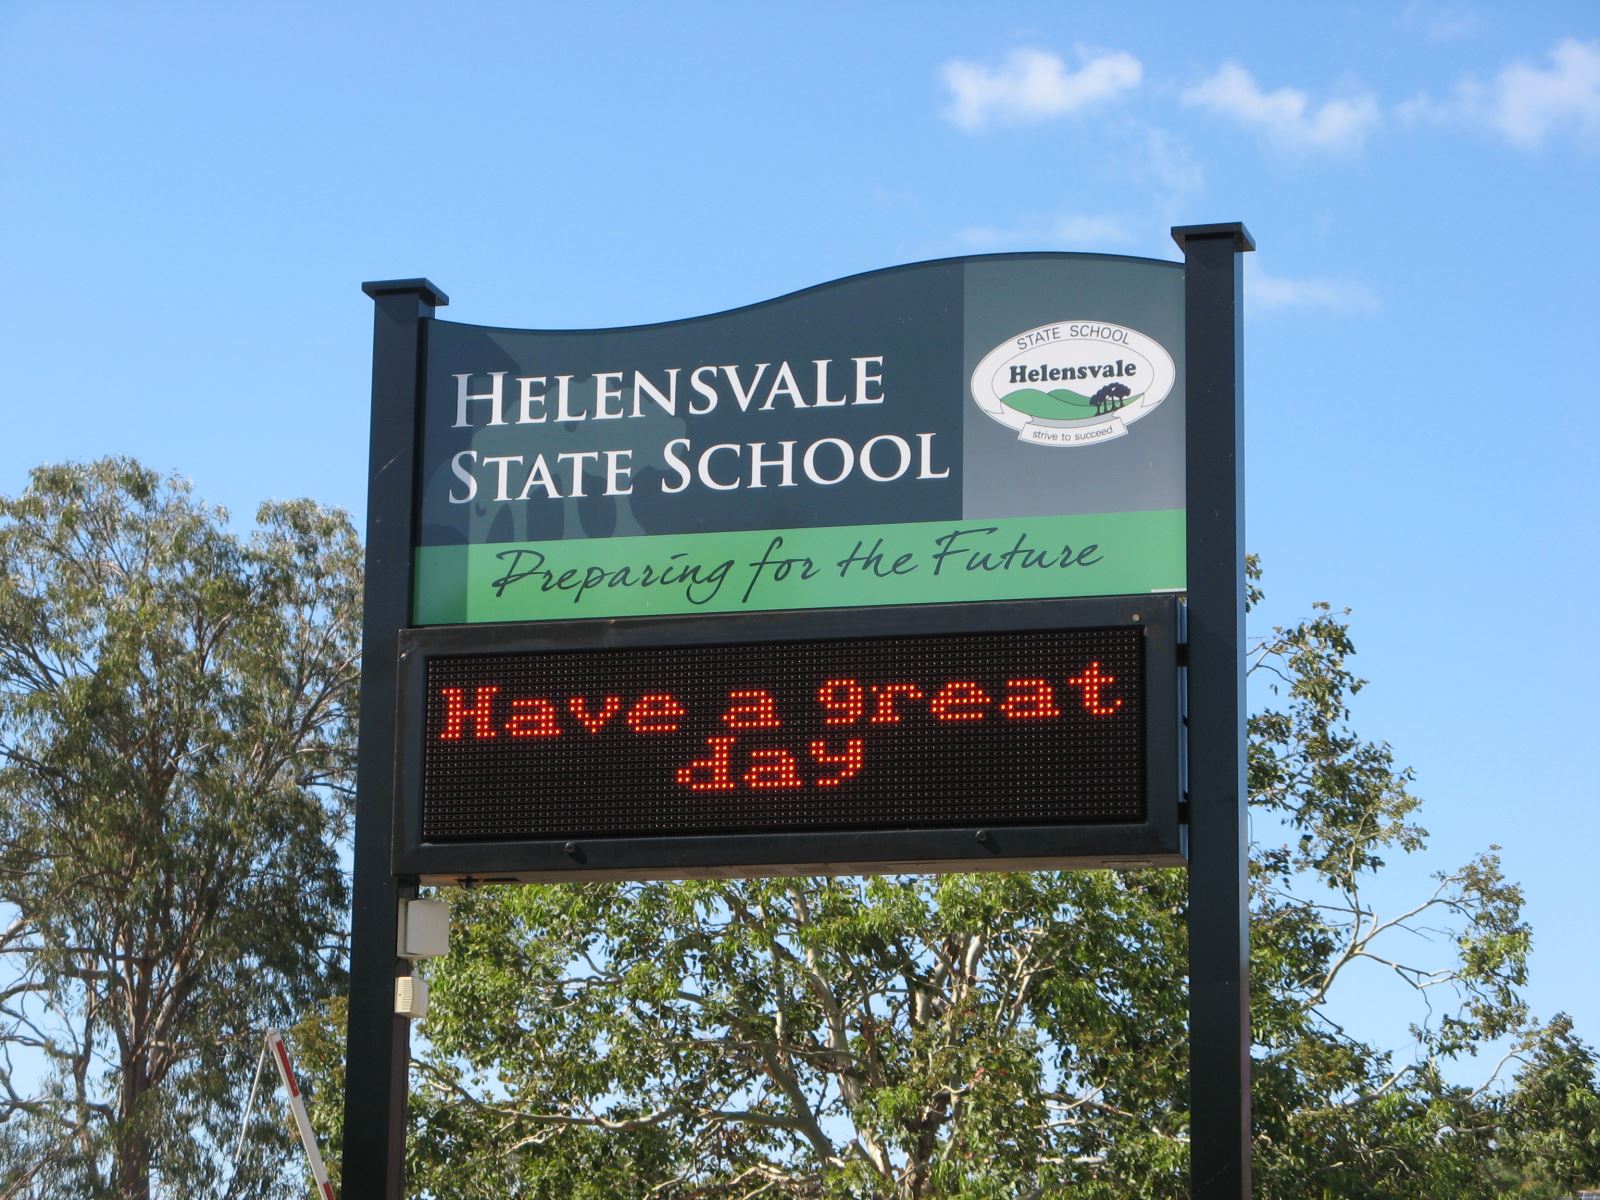 HELENSVALE
STATE SCHOOL
STATE SCHOOL
Helensvale
strive to succeed
Preparing for the Future
Have a great
day